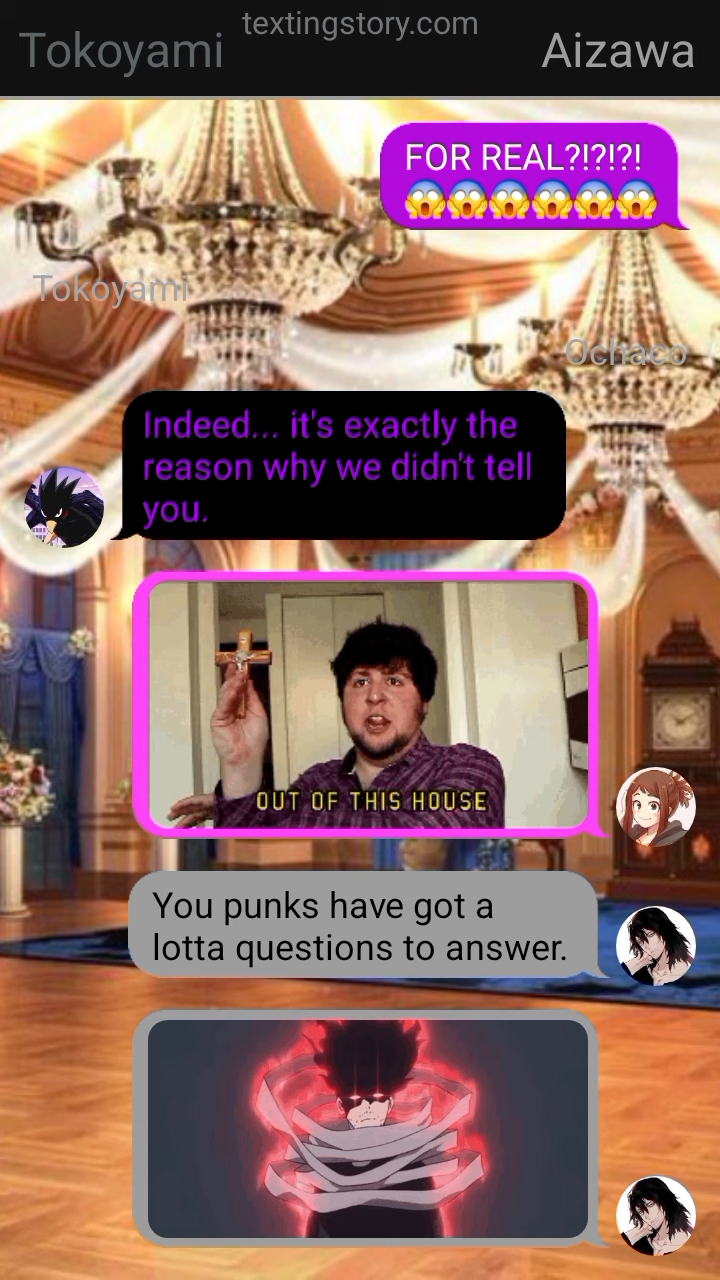 textingstory.com
Tokoyami
Aizawa
FOR REAL?!?!?!
😱😱😱😱😱😱
Tokoyami
Ochaco
Indeed... it's exactly the
reason why we didn't tell
you.
OUT OF THIS HOUSE
You punks have got a
lotta questions to answer.